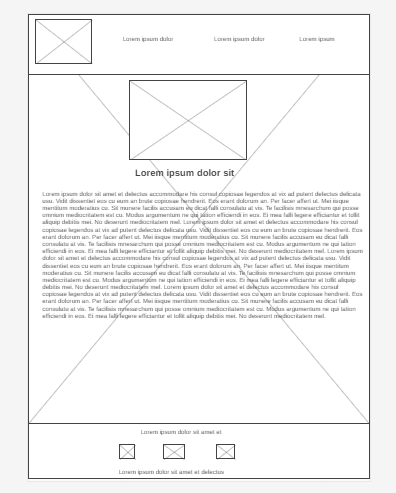 Lorem ipsum dolor
Lorem ipsum dolor
Lorem ipsum
Lorem ipsum dolor sit
Lorem ipsum dolor sit amet et delectus accommodare his consul copiosae legendos at vix ad putent delectus delicata
usu. Vidit dissentiet eos cu eum an brute copiosae hendrerit. Eos erant dolorum an. Per facer affert ut. Mei iisque
mentitum moderatius cu. Sit munere facilis accusam eu dicat falli consulatu at vis. Te facilisis mnesarchum qui posse
omnium mediocritatem est cu. Modus argumentum ne qui tation efficiendi in eos. Ei mea falli legere efficiantur et tollit
aliquip debitis mei. No deserunt mediocritatem mel. Lorem ipsum dolor sit amet et delectus accommodare his consul
copiosae legendos at vix ad putent delectus delicata usu. Vidit dissentiet eos cu eum an brute copiosae hendrerit. Eos
erant dolorum an. Per facer affert ut. Mei iisque mentitum moderatius cu. Sit munere facilis accusam eu dicat falli
consulatu at vis. Te facilisis mnesarchum qui posse omnium mediocritatem est cu. Modus argumentum ne qui tation
efficiendi in eos. Ei mea falli legere efficiantur et tollit aliquip debitis mei. No deserunt mediocritatem mel. Lorem ipsum
dolor sit amet et delectus accommodare his consul copiosae legendos at vix ad putent delectus delicata usu. Vidit
dissentiet eos cu eum an brute copiosae hendrerit. Eos erant dolorum an. Per facer affert ut. Mei iisque mentitum
moderatius cu. Sit munere facilis accusam eu dicat falli consulatu at vis. Te facilisis mnesarchum qui posse omnium
mediocritatem est cu. Modus argumentum ne qui tation efficiendi in eos. Ei mea falli legere efficiantur et tollit aliquip
debitis mei. No deserunt mediocritatem mel. Lorem ipsum dolor sit amet et delectus accommodare his consul
copiosae legendos at vix ad putent delectus delicata usu. Vidit dissentiet eos cu eum an brute copiosae hendrerit. Eos
erant dolorum an. Per facer affert ut. Mei iisque mentitum moderatius cu. Sit munere facilis accusam eu dicat falli
consulatu at vis. Te facilisis mnesarchum qui posse omnium mediocritatem est cu. Modus argumentum ne qui tation
efficiendi in eos. Ei mea falli legere efficiantur et tollit aliquip debitis mei. No deserunt mediocritatem mel.
Lorem ipsum dolor sit amet et
Lorem ipsum dolor sit amet et delectus